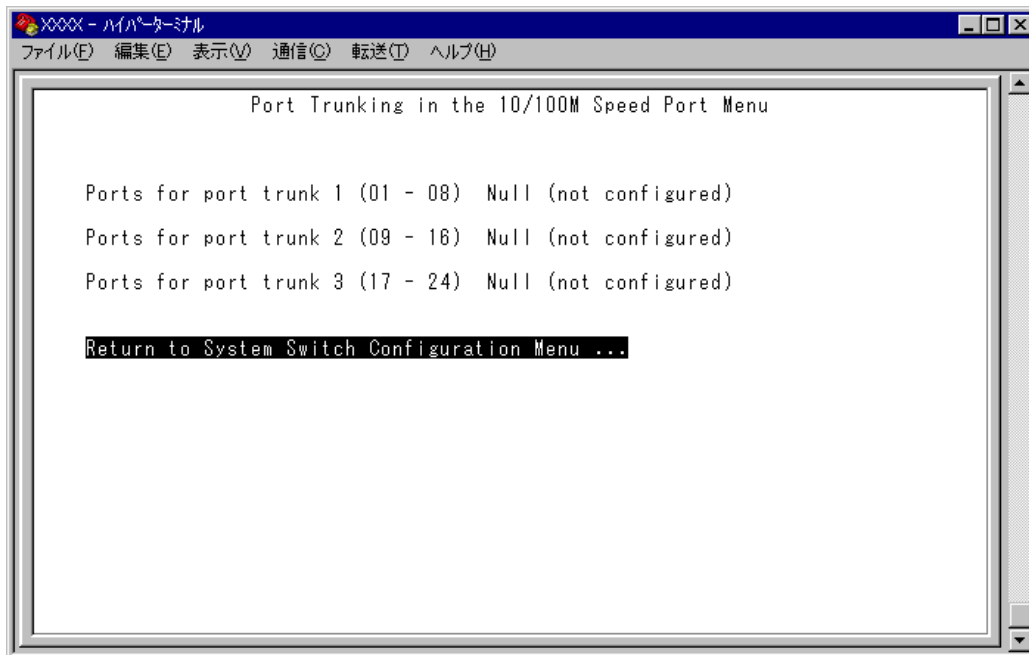 XXXX - ﾊｲﾊﾟｰﾀｰﾐﾅﾙ
ファイル(F) 編集(E) 表示(V) 通信(C) 転送(T) ヘルプ(H)
Port Trunking in the 10/100M Speed Port Menu
Ports for port trunk 1 (01 - 08) Null (not configured)
Ports for port trunk 2 (09 - 16) Null (not configured)
Ports for port trunk 3 (17 - 24) Null (not configured)
Return to System Switch Configuration Menu ...